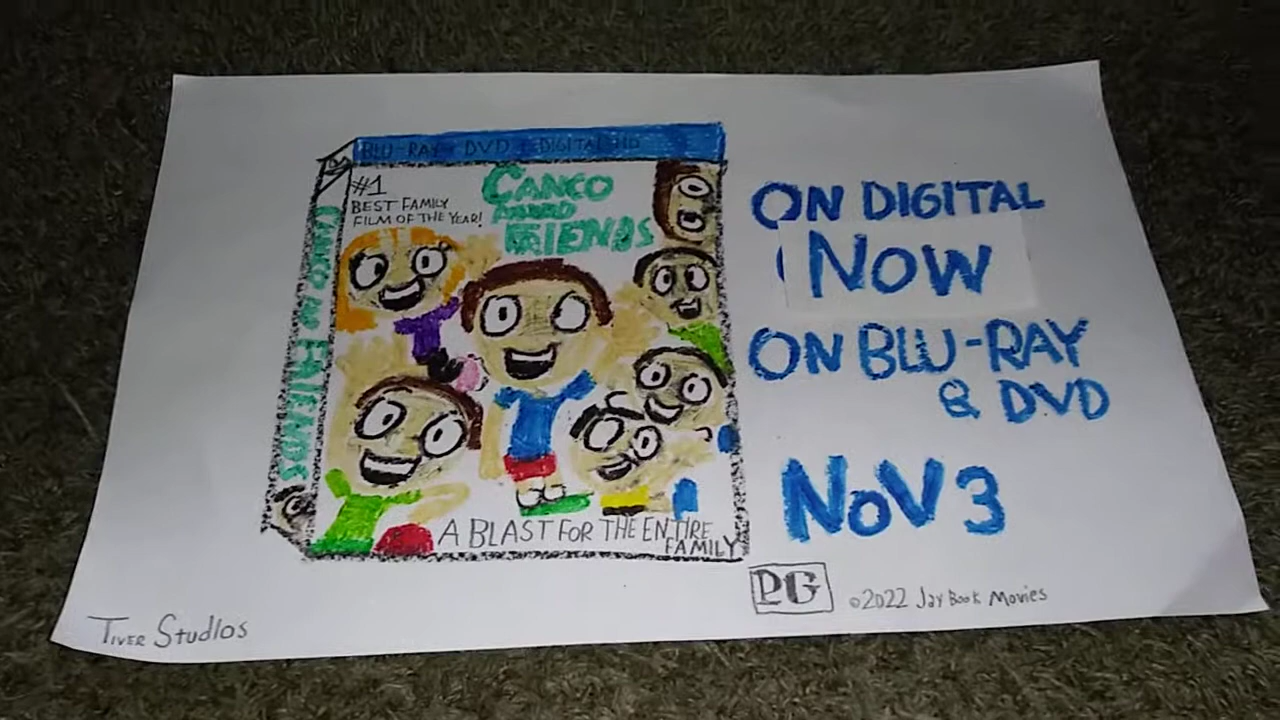 BLU-RAY DVD & DIGITAL HD
#1
BEST FAMILY
FILM OF THE YEAR!
CANCO
AND
FRIENDS
CANCO AND FRIENDS
A BLAST FOR THE ENTIRE
FAMILY
ON DIGITAL
NOW
ON BLU-RAY
& DVD
NOV 3
PG
©2022 Jay Book Movies
TIVER STUDIOS